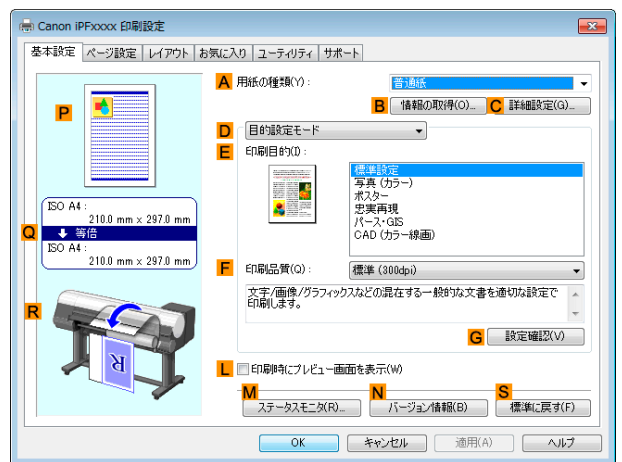 Canon iPFxxxx 印刷設定
基本設定 ページ設定 レイアウト お気に入り ユーティリティ サポート
A 用紙の種類(Y): 普通紙
B 情報の取得(O)... C 詳細設定(G)...
P
D 目的設定モード
E 印刷目的(I):
標準設定
写真 (カラー)
ポスター
忠実再現
パース・GIS
CAD (カラー線画)
ISO A4 :
210.0 mm × 297.0 mm
Q 等倍
ISO A4 :
210.0 mm × 297.0 mm
F 印刷品質(Q): 標準 (300dpi)
文字/画像/グラフィックスなどの混在する一般的な文書を適切な設定で
印刷します。
R
G 設定確認(V)
R
L 印刷時にプレビュー画面を表示(W)
M ステータスモニタ(R)... N バージョン情報(B) S 標準に戻す(F)
OK キャンセル 適用(A) ヘルプ